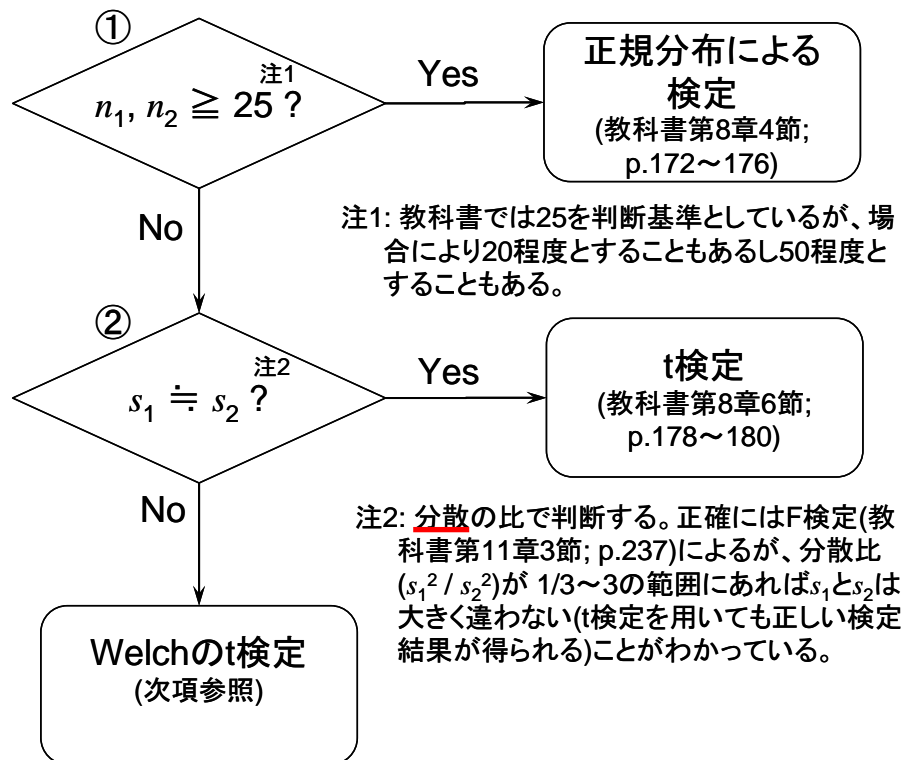 ①
注1
n₁, n₂ ≧ 25 ?
Yes
正規分布による
検定
(教科書第8章4節;
p.172～176)
No
注1: 教科書では25を判断基準としているが、場
合により20程度とすることもあるし50程度と
することもある。
②
注2
s₁ ≒ s₂ ?
Yes
t検定
(教科書第8章6節;
p.178～180)
No
注2: 分散の比で判断する。正確にはF検定(教
科書第11章3節; p.237)によるが、分散比
(s₁² / s₂²)が 1/3～3の範囲にあればs₁とs₂は
大きく違わない(t検定を用いても正しい検定
結果が得られる)ことがわかっている。
Welchのt検定
(次項参照)